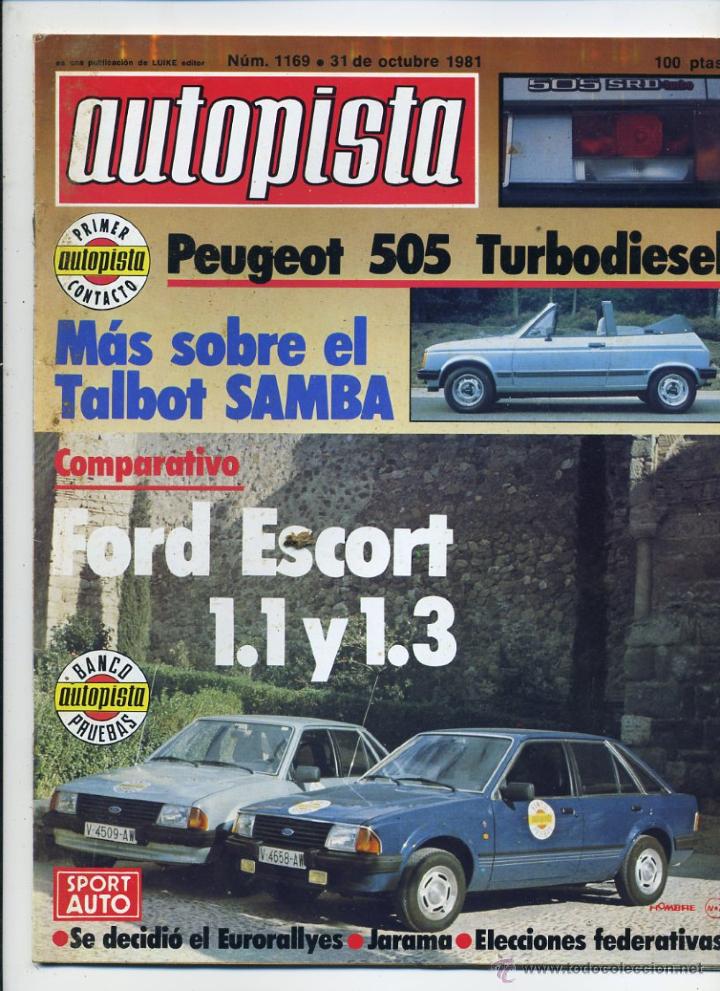 es una publicación de LUIKE editor
Núm. 1169 • 31 de octubre 1981
100 ptas
autopista
505 SRD turbo
PRIMER
autopista
CONTACTO
Peugeot 505 Turbodiesel
Más sobre el
Talbot SAMBA
Comparativo
Ford Escort
1.1 y 1.3
BANCO
autopista
PRUEBAS
V-4509-AW
V-4658-AW
SPORT
AUTO
HOMBRE
• Se decidió el Eurorallyes • Jarama • Elecciones federativas
www.todocoleccion.net